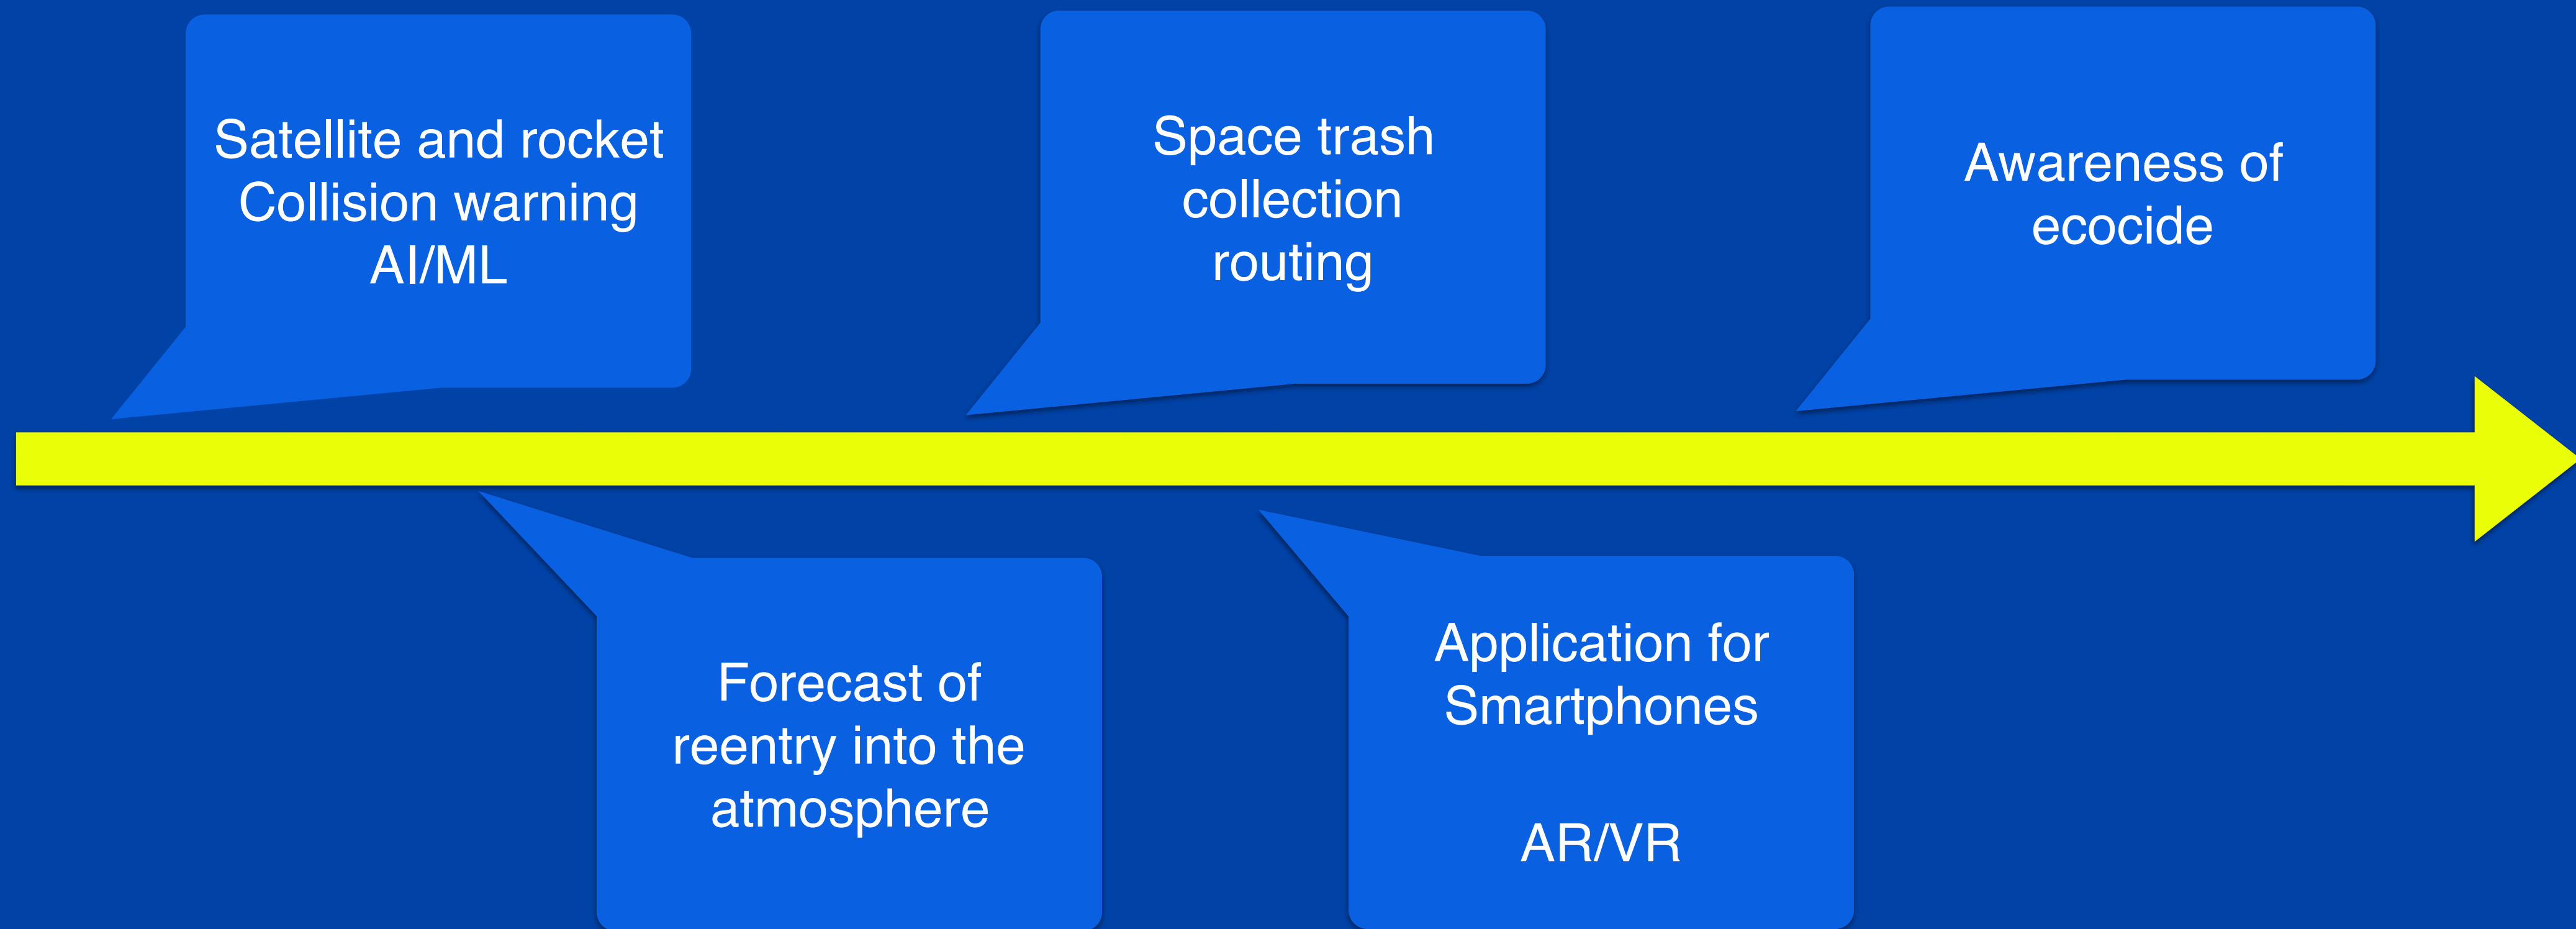 Satellite and rocket
Collision warning
AI/ML
Forecast of
reentry into the
atmosphere
Space trash
collection
routing
Application for
Smartphones
AR/VR
Awareness of
ecocide